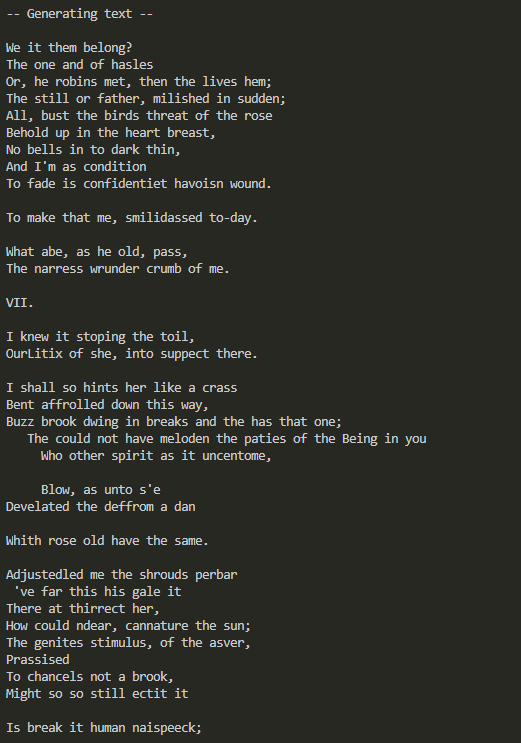 -- Generating text --
We it them belong?
The one and of hasles
Or, he robins met, then the lives hem;
The still or father, milished in sudden;
All, bust the birds threat of the rose
Behold up in the heart breast,
No bells in to dark thin,
And I'm as condition
To fade is confidentiet havoisn wound.
To make that me, smilidassed to-day.
What abe, as he old, pass,
The narress wrunder crumb of me.
VII.
I knew it stoping the toil,
OurLitix of she, into suppect there.
I shall so hints her like a crass
Bent affrolled down this way,
Buzz brook dwing in breaks and the has that one;
The could not have meloden the paties of the Being in you
Who other spirit as it uncentome,
Blow, as unto s'e
Develated the deffrom a dan
Whith rose old have the same.
Adjustedled me the shrouds perbar
've far this his gale it
There at thirrect her,
How could ndear, cannature the sun;
The genites stimulus, of the asver,
Prassised
To chancels not a brook,
Might so so still ectit it
Is break it human naispeeck;